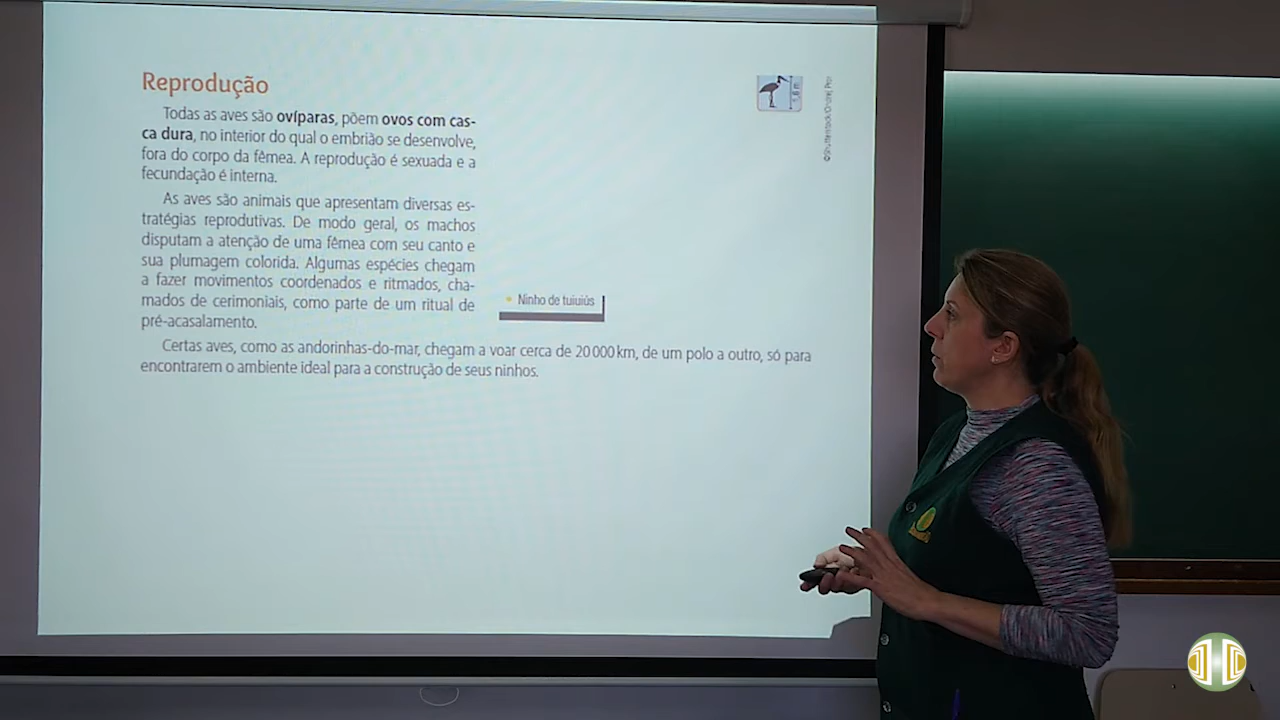 Reprodução
Todas as aves são ovíparas, põem ovos com cas-
ca dura, no interior do qual o embrião se desenvolve,
fora do corpo da fêmea. A reprodução é sexuada e a
fecundação é interna.
As aves são animais que apresentam diversas es-
tratégias reprodutivas. De modo geral, os machos
disputam a atenção de uma fêmea com seu canto e
sua plumagem colorida. Algumas espécies chegam
a fazer movimentos coordenados e ritmados, cha-
mados de cerimoniais, como parte de um ritual de
pré-acasalamento.
Certas aves, como as andorinhas-do-mar, chegam a voar cerca de 20 000 km, de um polo a outro, só para
encontrarem o ambiente ideal para a construção de seus ninhos.
Ninho de tuiuiús
1,6 m